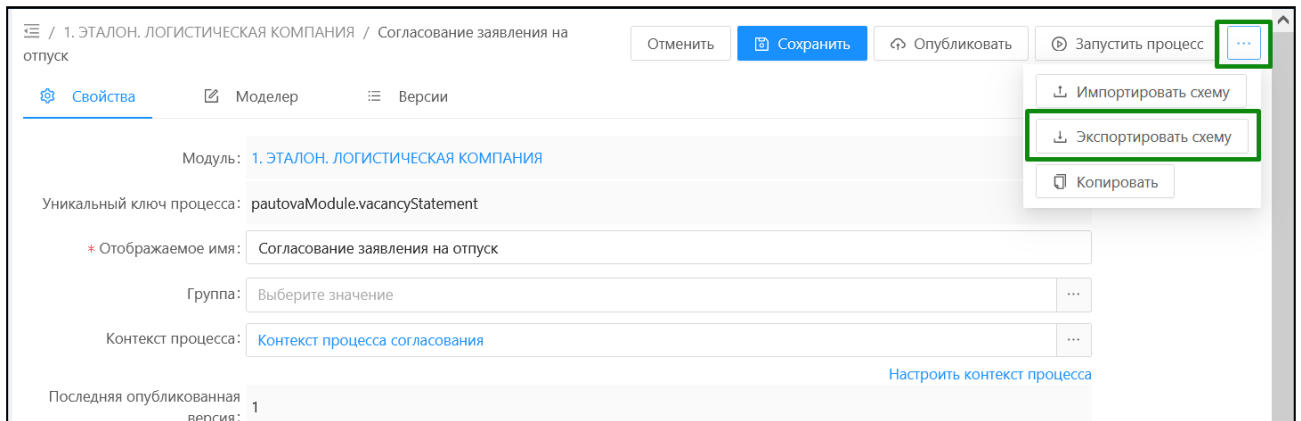 / 1. ЭТАЛОН. ЛОГИСТИЧЕСКАЯ КОМПАНИЯ / Согласование заявления на
отпуск
Отменить Сохранить Опубликовать Запустить процесс ...
Свойства Моделер Версии
Импортировать схему
Экспортировать схему
Копировать
Модуль: 1. ЭТАЛОН. ЛОГИСТИЧЕСКАЯ КОМПАНИЯ
Уникальный ключ процесса: pautovaModule.vacancyStatement
* Отображаемое имя: Согласование заявления на отпуск
Группа: Выберите значение ...
Контекст процесса: Контекст процесса согласования ...
Настроить контекст процесса
Последняя опубликованная
версия: 1